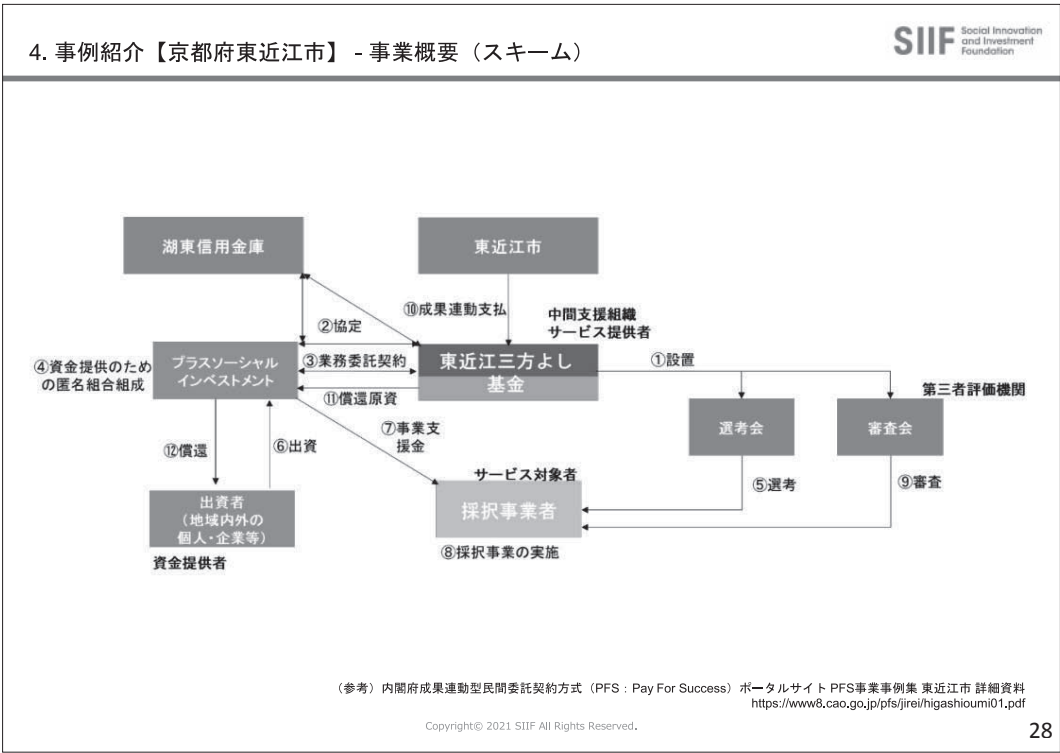 4. 事例紹介【京都府東近江市】 - 事業概要（スキーム）
SIIF
Social Innovation
and Investment
Foundation
湖東信用金庫
東近江市
⑩成果連動支払
中間支援組織
サービス提供者
②協定
④資金提供のため
の匿名組合組成
プラスソーシャル
インベストメント
③業務委託契約
東近江三方よし
基金
①設置
⑪償還原資
第三者評価機関
選考会
審査会
⑦事業支
援金
⑫償還
⑥出資
サービス対象者
⑤選考
⑨審査
出資者
（地域内外の
個人・企業等）
採択事業者
資金提供者
⑧採択事業の実施
（参考）内閣府成果連動型民間委託契約方式（PFS：Pay For Success）ポータルサイト PFS事業事例集 東近江市 詳細資料
https://www8.cao.go.jp/pfs/jirei/higashioumi01.pdf
Copyright© 2021 SIIF All Rights Reserved.
28